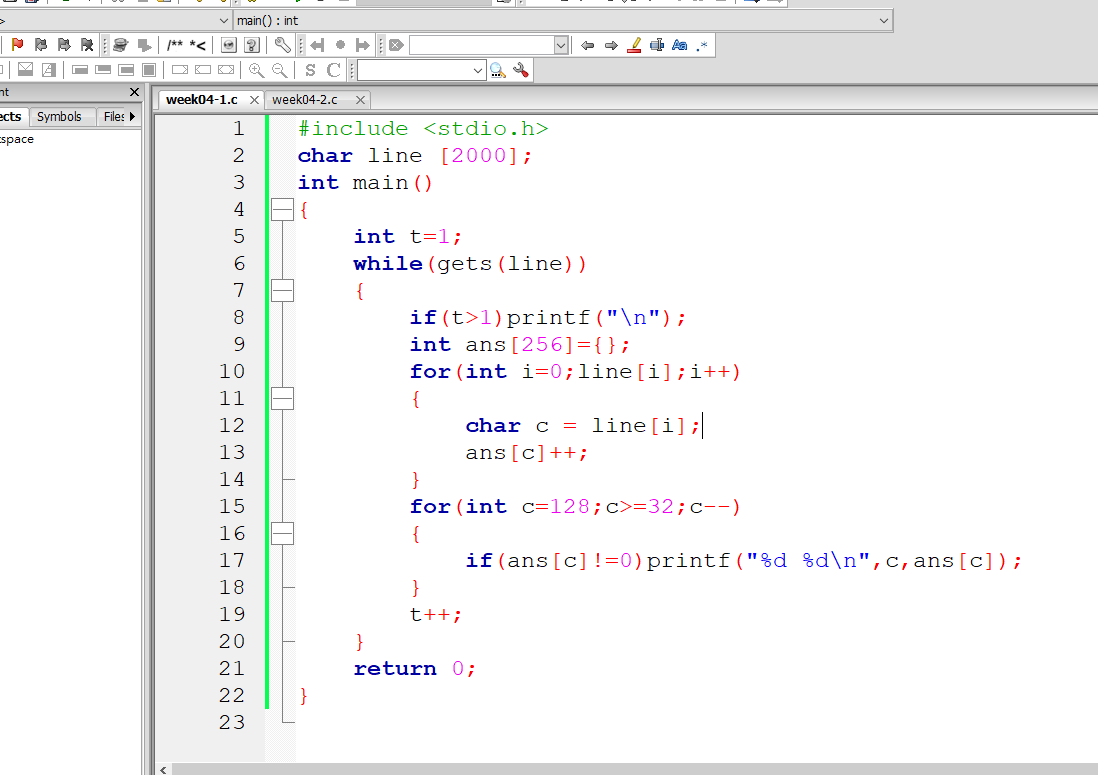 main() : int
/** *<
S C
nt
ects Symbols Files
space
week04-1.c week04-2.c
1 #include <stdio.h>
2 char line [2000];
3 int main()
4 {
5 int t=1;
6 while(gets(line))
7 {
8 if(t>1)printf("\n");
9 int ans[256]={};
10 for(int i=0;line[i];i++)
11 {
12 char c = line[i];
13 ans[c]++;
14 }
15 for(int c=128;c>=32;c--)
16 {
17 if(ans[c]!=0)printf("%d %d\n",c,ans[c]);
18 }
19 t++;
20 }
21 return 0;
22 }
23